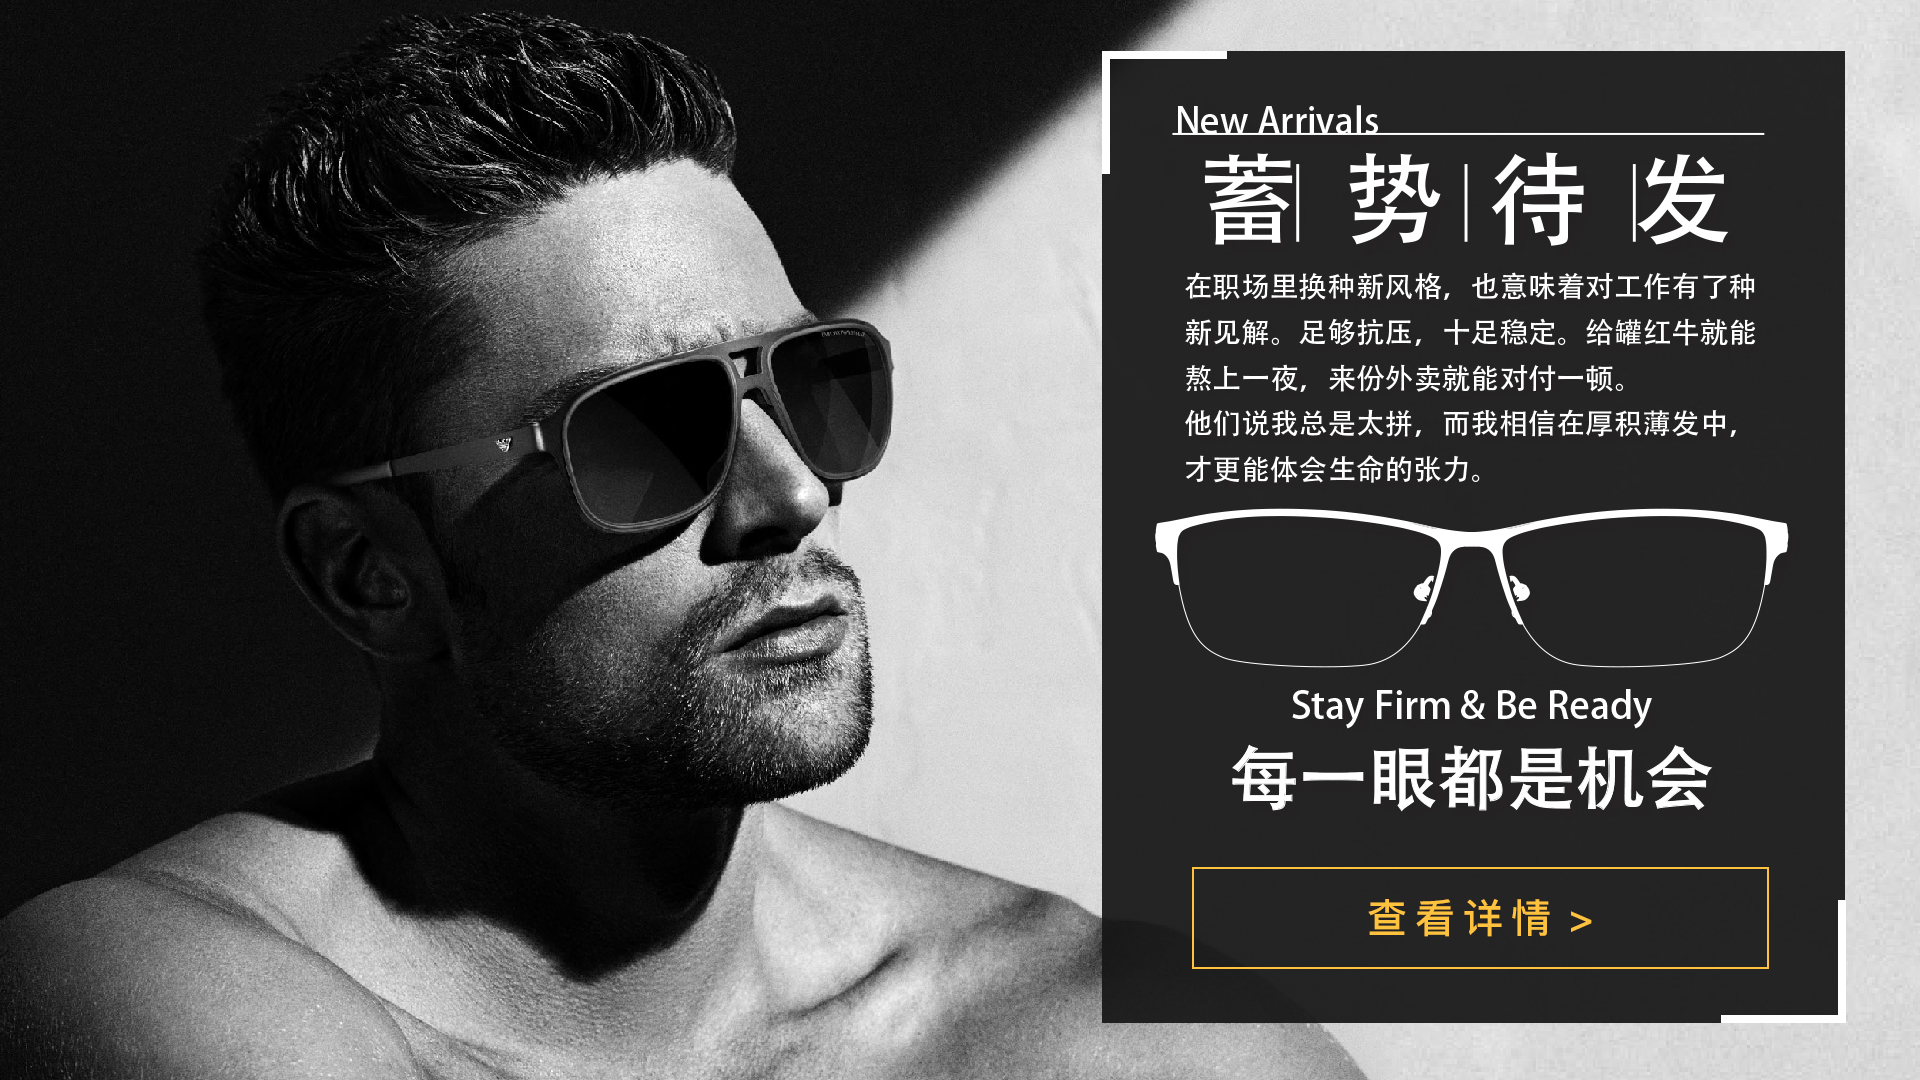 New Arrivals
蓄势待发
在职场里换种新风格，也意味着对工作有了种
新见解。足够抗压，十足稳定。给罐红牛就能
熬上一夜，来份外卖就能对付一顿。
他们说我总是太拼，而我相信在厚积薄发中，
才更能体会生命的张力。
Stay Firm & Be Ready
每一眼都是机会
查看详情 >